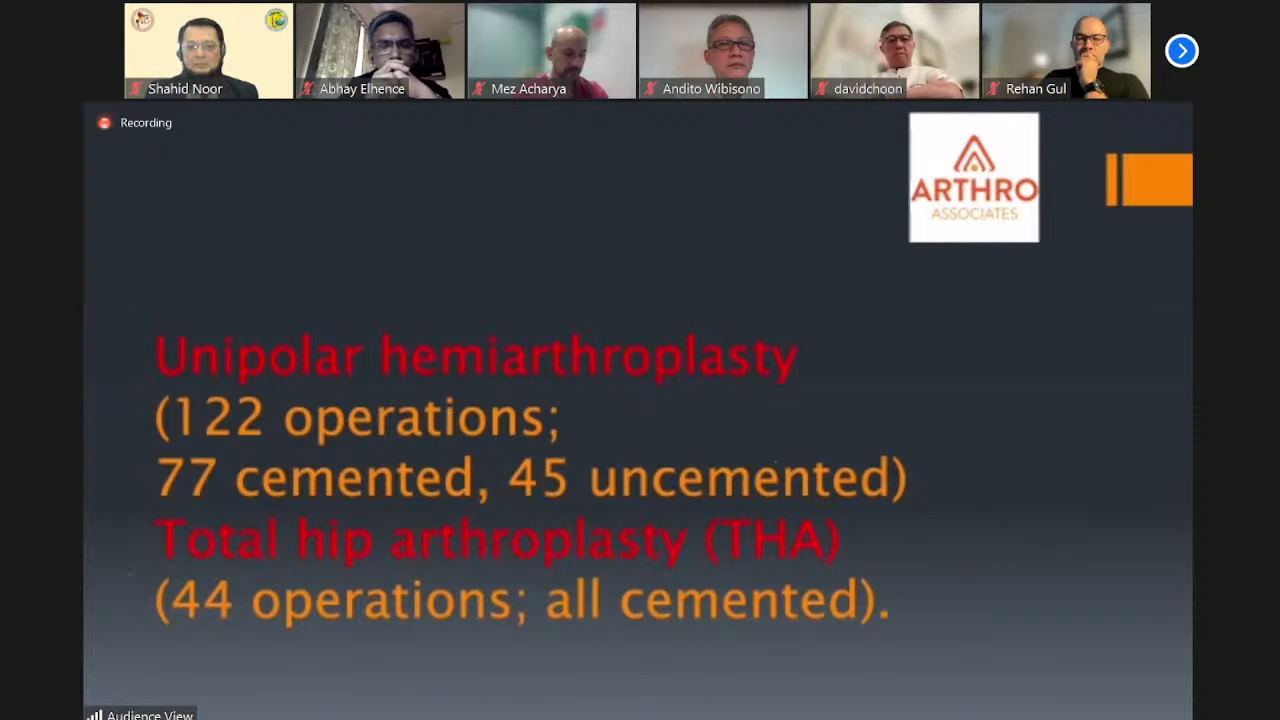 Shahid Noor
Abhay Elhence
Mez Acharya
Andito Wibisono
davidchoon
Rehan Gul
Recording
ARTHRO
ASSOCIATES
Unipolar hemiarthroplasty
(122 operations;
77 cemented, 45 uncemented)
Total hip arthroplasty (THA)
(44 operations; all cemented).
Audience View